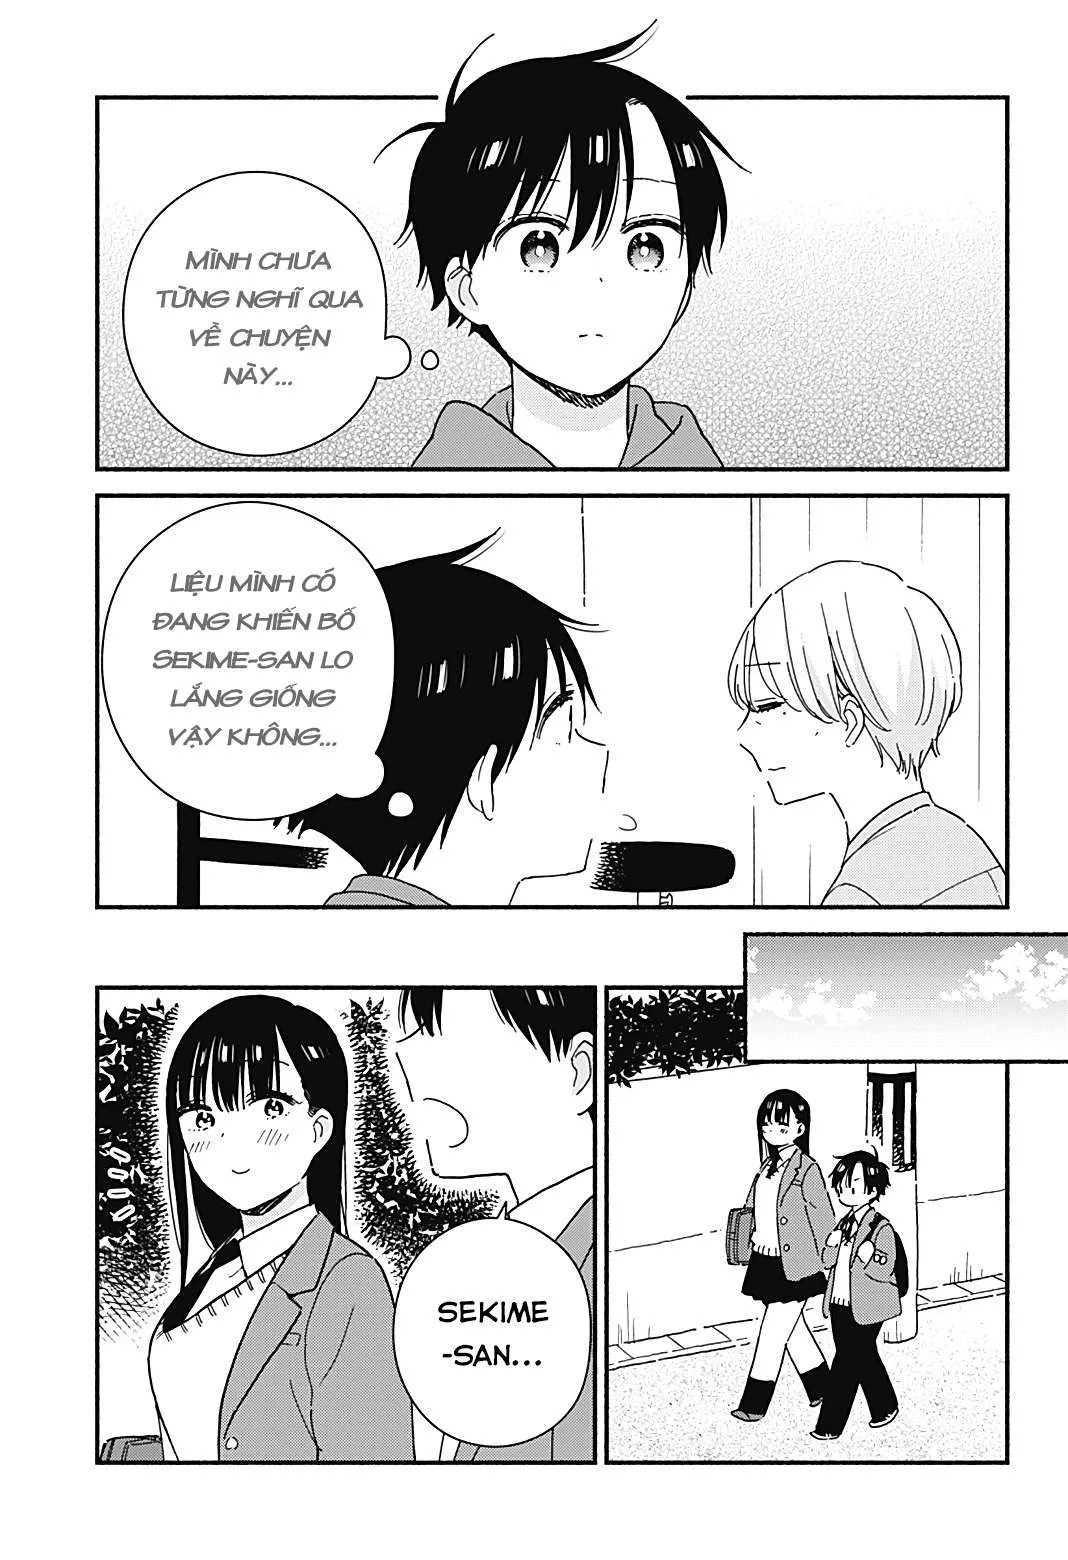 MÌNH CHƯA
TỪNG NGHĨ QUA
VỀ CHUYỆN
NÀY...
LIỆU MÌNH CÓ
ĐANG KHIẾN BỐ
SEKIME-SAN LO
LẮNG GIỐNG
VẬY KHÔNG...
SEKIME
-SAN...